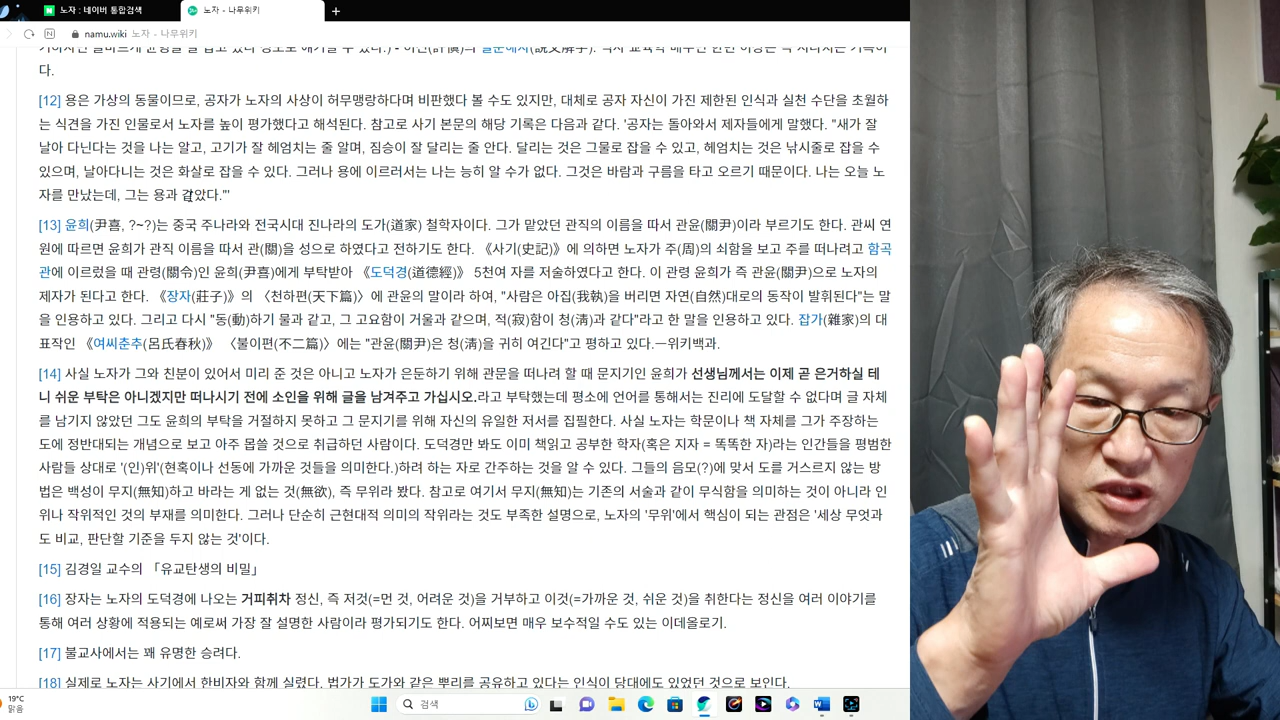 노자 : 네이버 통합검색
노자 - 나무위키
namu.wiki 노자 - 나무위키
다.
[12] 용은 가상의 동물이므로, 공자가 노자의 사상이 허무맹랑하다며 비판했다 볼 수도 있지만, 대체로 공자 자신이 가진 제한된 인식과 실천 수단을 초월하
는 식견을 가진 인물로서 노자를 높이 평가했다고 해석된다. 참고로 사기 본문의 해당 기록은 다음과 같다. '공자는 돌아와서 제자들에게 말했다. "새가 잘
날아 다닌다는 것을 나는 알고, 고기가 잘 헤엄치는 줄 알며, 짐승이 잘 달리는 줄 안다. 달리는 것은 그물로 잡을 수 있고, 헤엄치는 것은 낚시줄로 잡을 수
있으며, 날아다니는 것은 화살로 잡을 수 있다. 그러나 용에 이르러서는 나는 능히 알 수가 없다. 그것은 바람과 구름을 타고 오르기 때문이다. 나는 오늘 노
자를 만났는데, 그는 용과 같았다."'
[13] 윤희(尹喜, ?~?)는 중국 주나라와 전국시대 진나라의 도가(道家) 철학자이다. 그가 맡았던 관직의 이름을 따서 관윤(關尹)이라 부르기도 한다. 관씨 연
원에 따르면 윤희가 관직 이름을 따서 관(關)을 성으로 하였다고 전하기도 한다. 《사기(史記)》에 의하면 노자가 주(周)의 쇠함을 보고 주를 떠나려고 함곡
관에 이르렀을 때 관령(關令)인 윤희(尹喜)에게 부탁받아 《도덕경(道德經)》 5천여 자를 저술하였다고 한다. 이 관령 윤희가 즉 관윤(關尹)으로 노자의
제자가 된다고 한다. 《장자(莊子)》의 〈천하편(天下篇)〉에 관윤의 말이라 하여, "사람은 아집(我執)을 버리면 자연(自然)대로의 동작이 발휘된다"는 말
을 인용하고 있다. 그리고 다시 "동(動)하기 물과 같고, 그 고요함이 거울과 같으며, 적(寂)함이 청(淸)과 같다"라고 한 말을 인용하고 있다. 잡가(雜家)의 대
표작인 《여씨춘추(呂氏春秋)》 〈불이편(不二篇)〉에는 "관윤(關尹)은 청(淸)을 귀히 여긴다"고 평하고 있다.—위키백과.
[14] 사실 노자가 그와 친분이 있어서 미리 준 것은 아니고 노자가 은둔하기 위해 관문을 떠나려 할 때 문지기인 윤희가 선생님께서는 이제 곧 은거하실 테
니 쉬운 부탁은 아니겠지만 떠나시기 전에 소인을 위해 글을 남겨주고 가십시오.라고 부탁했는데 평소에 언어를 통해서는 진리에 도달할 수 없다며 글 자체
를 남기지 않았던 그도 윤희의 부탁을 거절하지 못하고 그 문지기를 위해 자신의 유일한 저서를 집필한다. 사실 노자는 학문이나 책 자체를 그가 주장하는
도에 정반대되는 개념으로 보고 아주 몹쓸 것으로 취급하던 사람이다. 도덕경만 봐도 이미 책읽고 공부한 학자(혹은 지자 = 똑똑한 자)라는 인간들을 평범한
사람들 상대로 '(인)위'(현혹이나 선동에 가까운 것들을 의미한다.)하려 하는 자로 간주하는 것을 알 수 있다. 그들의 음모(?)에 맞서 도를 거스르지 않는 방
법은 백성이 무지(無知)하고 바라는 게 없는 것(無欲), 즉 무위라 봤다. 참고로 여기서 무지(無知)는 기존의 서술과 같이 무식함을 의미하는 것이 아니라 인
위나 작위적인 것의 부재를 의미한다. 그러나 단순히 근현대적 의미의 악위라는 것도 부족한 설명으로, 노자의 '무위'에서 핵심이 되는 관점은 '세상 무엇과
도 비교, 판단할 기준을 두지 않는 것'이다.
[15] 김경일 교수의 「유교탄생의 비밀」
[16] 장자는 노자의 도덕경에 나오는 거피취차 정신, 즉 저것(=먼 것, 어려운 것)을 거부하고 이것(=가까운 것, 쉬운 것)을 취한다는 정신을 여러 이야기를
통해 여러 상황에 적용되는 예로써 가장 잘 설명한 사람이라 평가되기도 한다. 어찌보면 매우 보수적일 수도 있는 이데올로기.
[17] 불교사에서는 꽤 유명한 승려다.
[18] 실제로 노자는 사기에서 한비자와 함께 실렸다. 법가가 도가와 같은 뿌리를 공유하고 있다는 인식이 당대에도 있었던 것으로 보인다.
19°C
맑음
검색